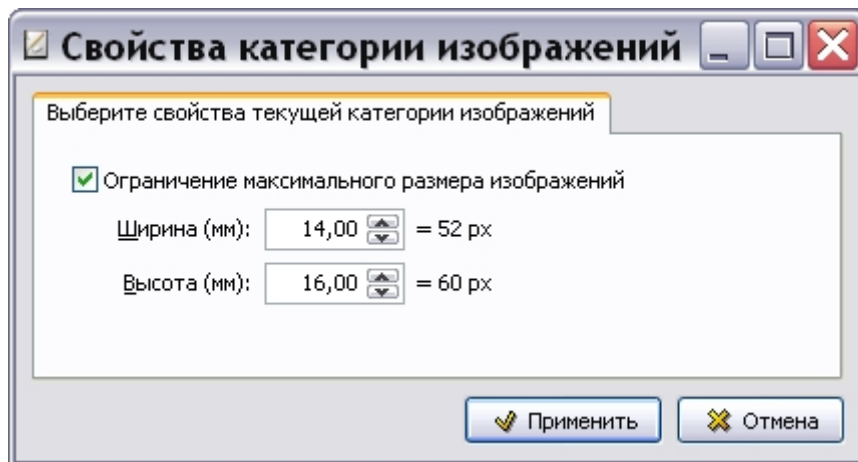 Свойства категории изображений
Выберите свойства текущей категории изображений
Ограничение максимального размера изображений
Ширина (мм): 14,00 = 52 px
Высота (мм): 16,00 = 60 px
Применить Отмена